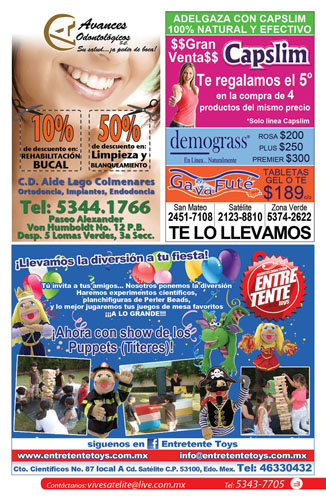 Avances
Odontológicos
S.C.
Su salud...¡a pedir de boca!
10%
de descuento en:
REHABILITACIÓN
BUCAL
50%
de descuento en:
Limpieza y
BLANQUEAMIENTO
C.D. Aide Lago Colmenares
Ortodoncia, Implantes, Endodoncia
Tel: 5344.1766
Paseo Alexander
Von Humboldt No. 12 P.B.
Desp. 5 Lomas Verdes, 3a Secc.
ADELGAZA CON CAPSLIM
100% NATURAL Y EFECTIVO
$$Gran
Venta$$
Capslim
Te regalamos el 5º
en la compra de 4
productos del mismo precio
*Solo línea Capslim
demograss
En Línea... Naturalmente
ROSA $200
PLUS $250
PREMIER $300
GavaFuté
TABLETAS
GEL O TE
$189
San Mateo
2451-7108
Satélite
2123-8810
Zona Verde
5374-2622
TE LO LLEVAMOS
¡Llevamos la diversión a tu fiesta!
Tú invita a tus amigos... Nosotros ponemos la diversión
Haremos experimentos científicos,
planchifiguras de Perler Beads,
y lo mejor jugaremos tus juegos de mesa favoritos
¡¡¡A LO GRANDE!!!
ENTRE
TENTE
¡Ahora con show de los
Puppets (Títeres)!
siguenos en f Entretente Toys
www.entretentetoys.com.mx
info@entretentetoys.com.mx
Cto. Científicos No. 87 local A Cd. Satélite C.P. 53100, Edo. Mex. Tel: 46330432
Contáctanos: vivesatelite@live.com.mx
Tel: 5343-7705